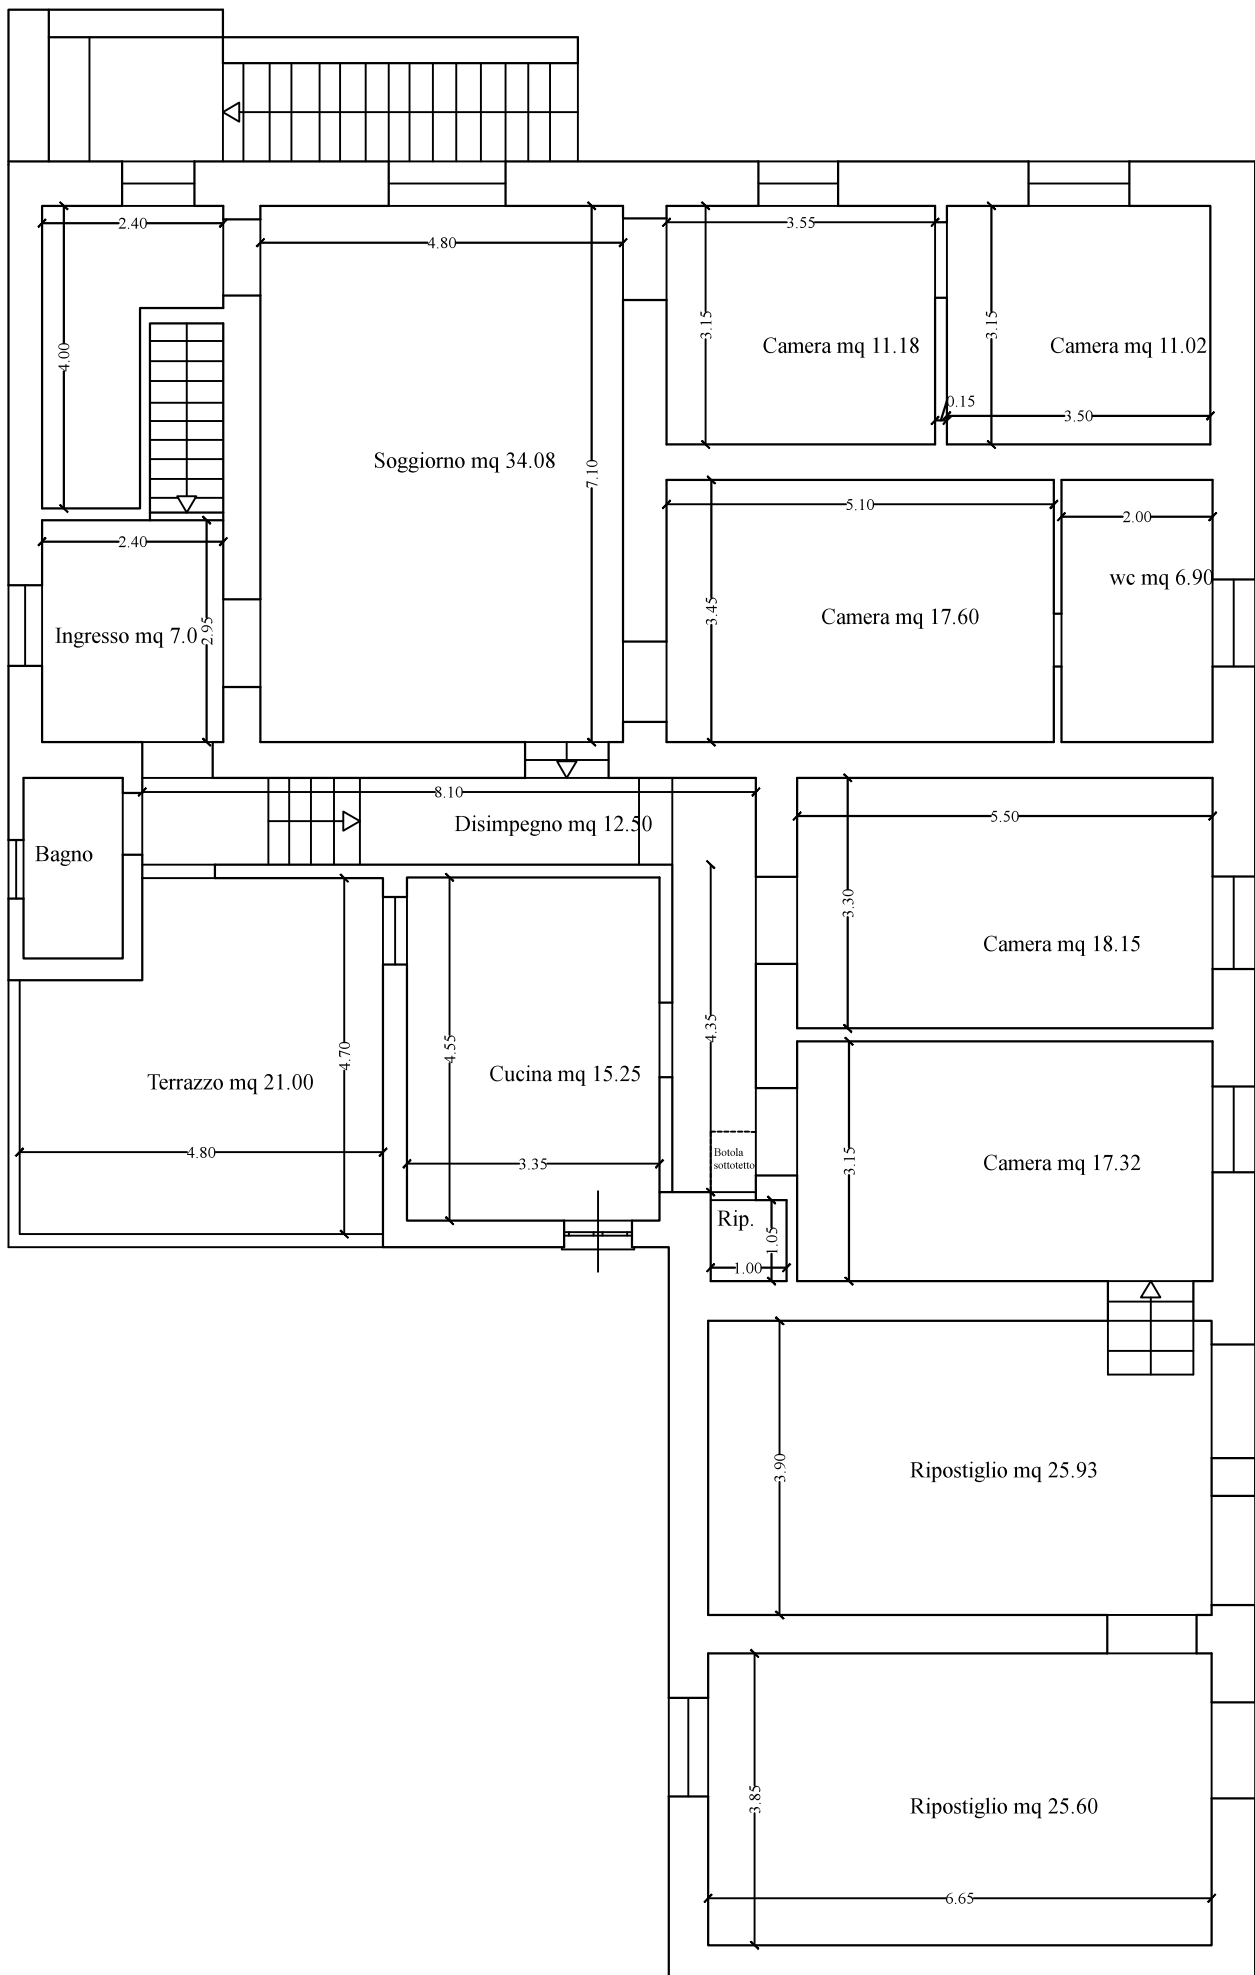 2.40
4.80
3.55
4.00
3.15
3.15
Camera mq 11.18
Camera mq 11.02
0.15
3.50
Soggiorno mq 34.08
7.10
5.10
2.00
2.40
3.45
wc mq 6.90
Ingresso mq 7.0
2.95
Camera mq 17.60
8.10
Disimpegno mq 12.50
5.50
Bagno
3.30
Camera mq 18.15
4.70
4.55
4.35
Terrazzo mq 21.00
Cucina mq 15.25
4.80
3.35
Botola
sottotetto
3.15
Camera mq 17.32
Rip.
1.05
1.00
3.90
Ripostiglio mq 25.93
3.85
Ripostiglio mq 25.60
6.65